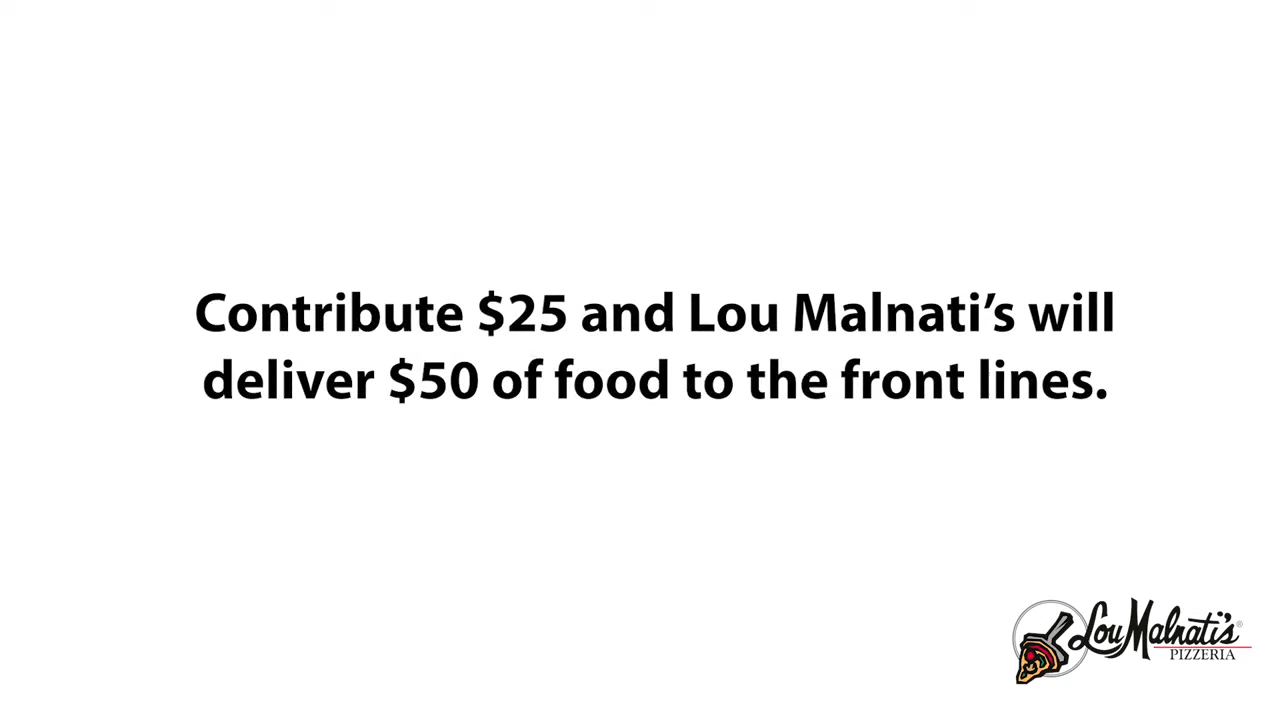 Contribute $25 and Lou Malnati’s will
deliver $50 of food to the front lines.
Lou Malnati's®
PIZZERIA